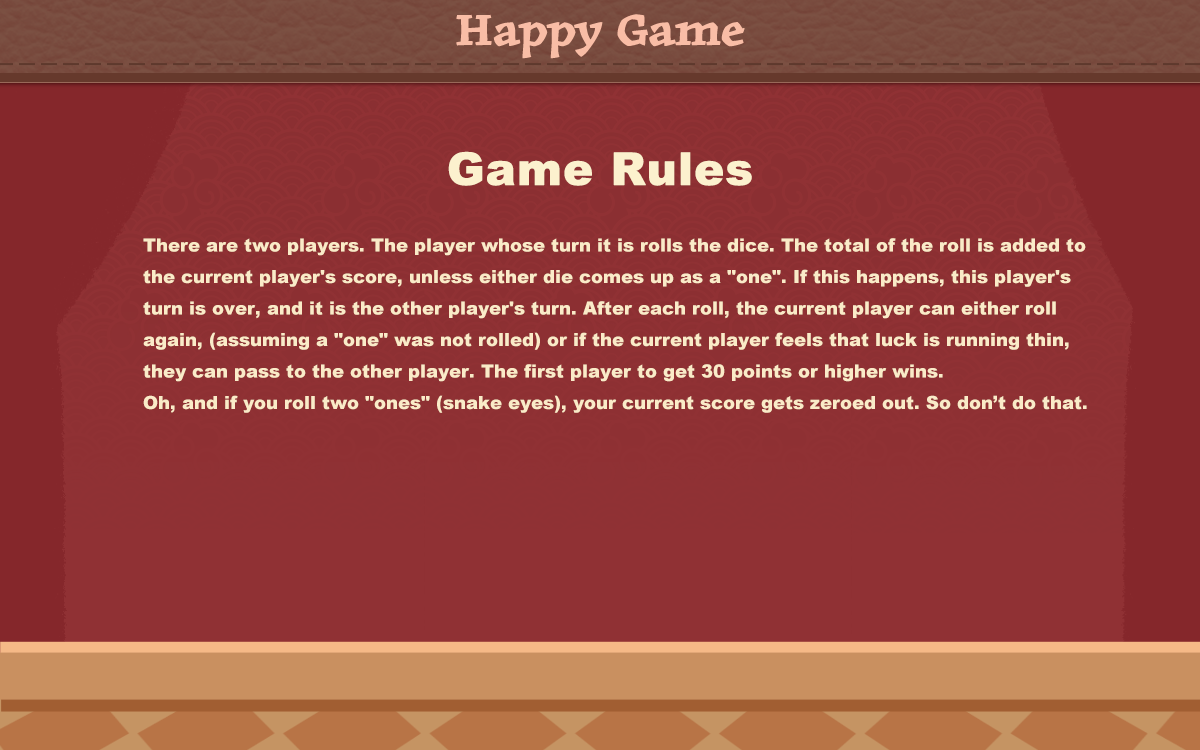 Happy Game
Game Rules
There are two players. The player whose turn it is rolls the dice. The total of the roll is added to
the current player's score, unless either die comes up as a "one". If this happens, this player's
turn is over, and it is the other player's turn. After each roll, the current player can either roll
again, (assuming a "one" was not rolled) or if the current player feels that luck is running thin,
they can pass to the other player. The first player to get 30 points or higher wins.
Oh, and if you roll two "ones" (snake eyes), your current score gets zeroed out. So don’t do that.